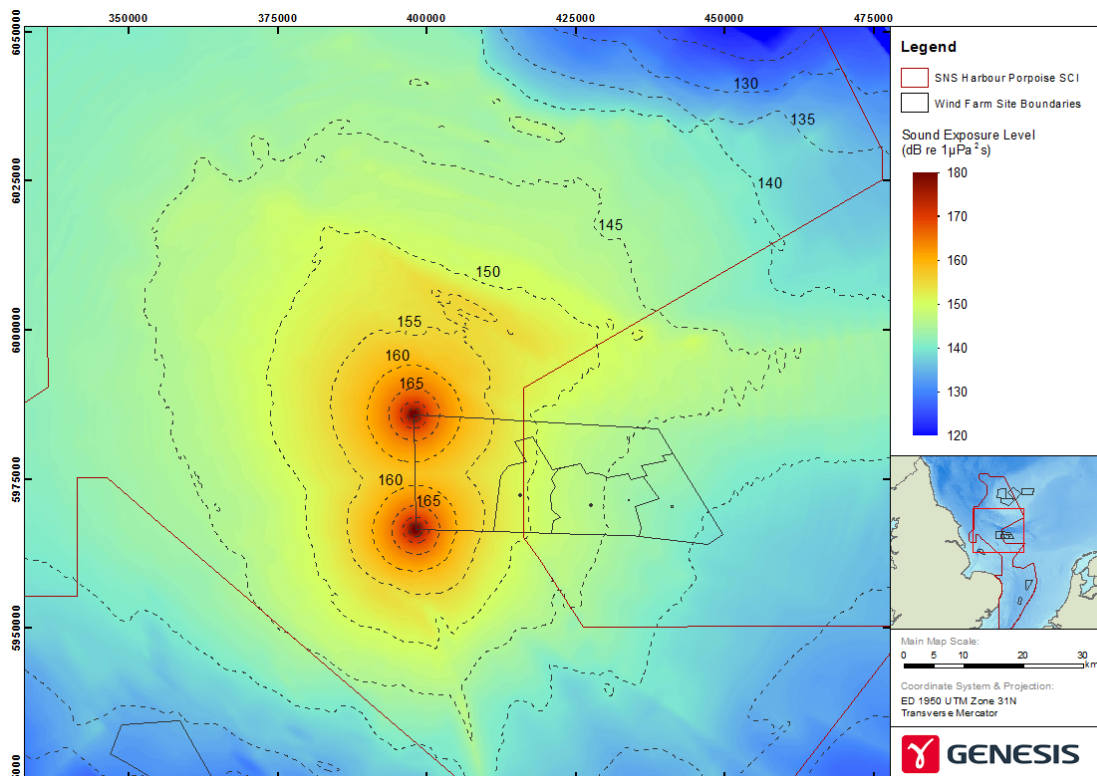 350000 375000 400000 425000 450000 475000
6050000
6025000
6000000
5975000
5950000
130
135
140
145
150
155
160
165
160
165
Legend
SNS Harbour Porpoise SCI
Wind Farm Site Boundaries
Sound Exposure Level
(dB re 1µPa²s)
180
170
160
150
140
130
120
Main Map Scale:
0 5 10 20 30
km
Coordinate System & Projection:
ED 1950 UTM Zone 31N
Transverse Mercator
GENESIS